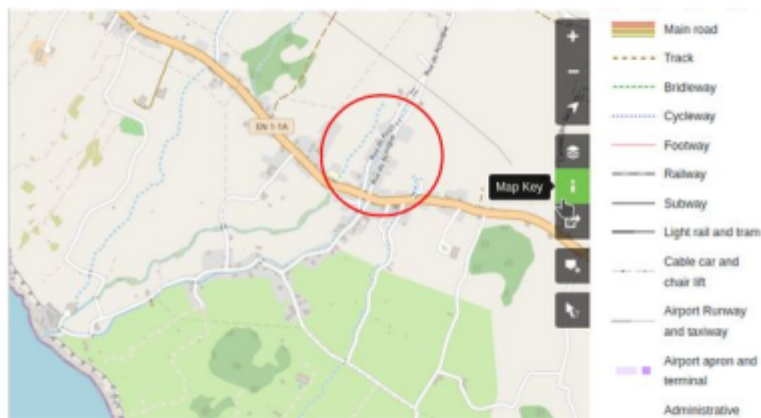 EN 1-1A
Map Key
Main road
Track
Bridleway
Cycleway
Footway
Railway
Subway
Light rail and tram
Cable car and
chair lift
Airport Runway
and taxiway
Airport apron and
terminal
Administrative